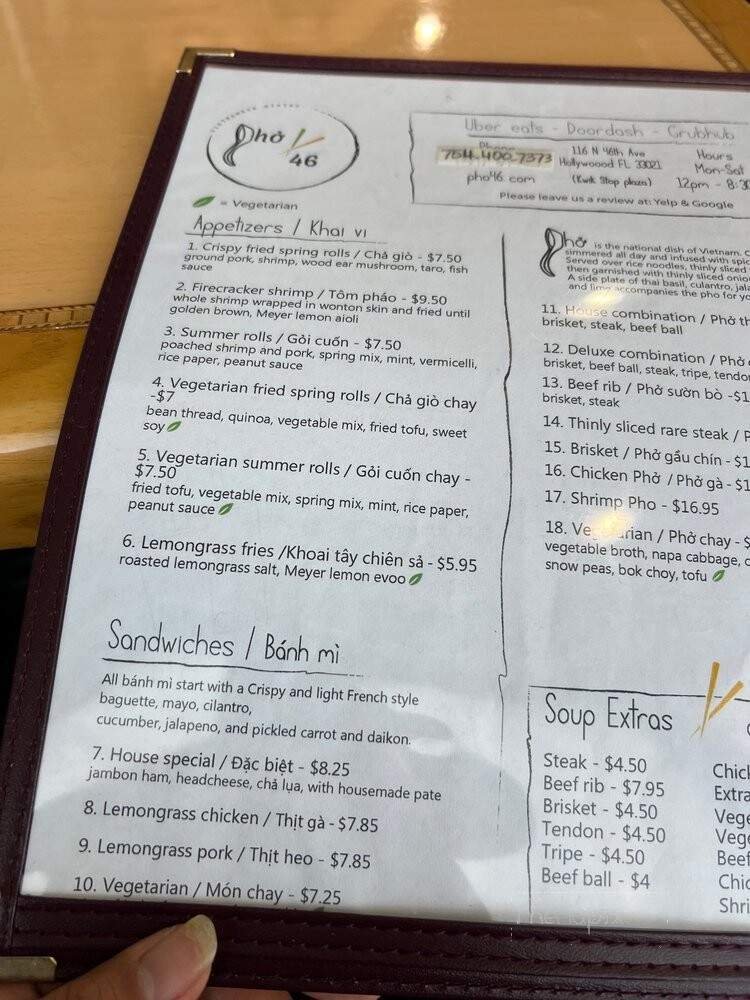 Phở 46
= Vegetarian
Uber eats - Doordash - Grubhub
Phone
754.400.7373
pho46.com
116 N 46th Ave
Hollywoood FL 33021
(Kwik Stop plaza)
Hours
Mon-Sat
12pm - 8:30
Please leave us a review at: Yelp & Google
Appetizers / Khai vị
1. Crispy fried spring rolls / Chả giò - $7.50
ground pork, shrimp, wood ear mushroom, taro, fish
sauce
2. Firecracker shrimp / Tôm pháo - $9.50
whole shrimp wrapped in wonton skin and fried until
golden brown, Meyer lemon aioli
3. Summer rolls / Gỏi cuốn - $7.50
poached shrimp and pork, spring mix, mint, vermicelli,
rice paper, peanut sauce
4. Vegetarian fried spring rolls / Chả giò chay
-$7
bean thread, quinoa, vegetable mix, fried tofu, sweet
soy
5. Vegetarian summer rolls / Gỏi cuốn chay -
$7.50
fried tofu, vegetable mix, spring mix, mint, rice paper,
peanut sauce
6. Lemongrass fries /Khoai tây chiên sả - $5.95
roasted lemongrass salt, Meyer lemon evoo
Sandwiches / Bánh mì
All bánh mì start with a Crispy and light French style
baguette, mayo, cilantro,
cucumber, jalapeno, and pickled carrot and daikon.
7. House special / Đặc biệt - $8.25
jambon ham, headcheese, chả lụa, with housemade pate
8. Lemongrass chicken / Thịt gà - $7.85
9. Lemongrass pork / Thịt heo - $7.85
10. Vegetarian / Món chay - $7.25
Phở is the national dish of Vietnam.
simmered all day and infused with
Served over rice noodles, thinly sliced
then garnished with thinly sliced
A side plate of thai basil, culantro,
and lime accompanies the pho for
11. House combination / Phở
brisket, steak, beef ball
12. Deluxe combination / Phở
brisket, beef ball, steak, tripe,
13. Beef rib / Phở sườn bò -$1
brisket, steak
14. Thinly sliced rare steak /
15. Brisket / Phở gầu chín - $1
16. Chicken Phở / Phở gà - $1
17. Shrimp Pho - $16.95
18. / Phở chay - $
vegetable broth, napa cabbage,
snow peas, bok choy, tofu
Soup Extras
Steak - $4.50
Beef rib - $7.95
Brisket - $4.50
Tendon - $4.50
Tripe - $4.50
Beef ball - $4
Extra
Beef